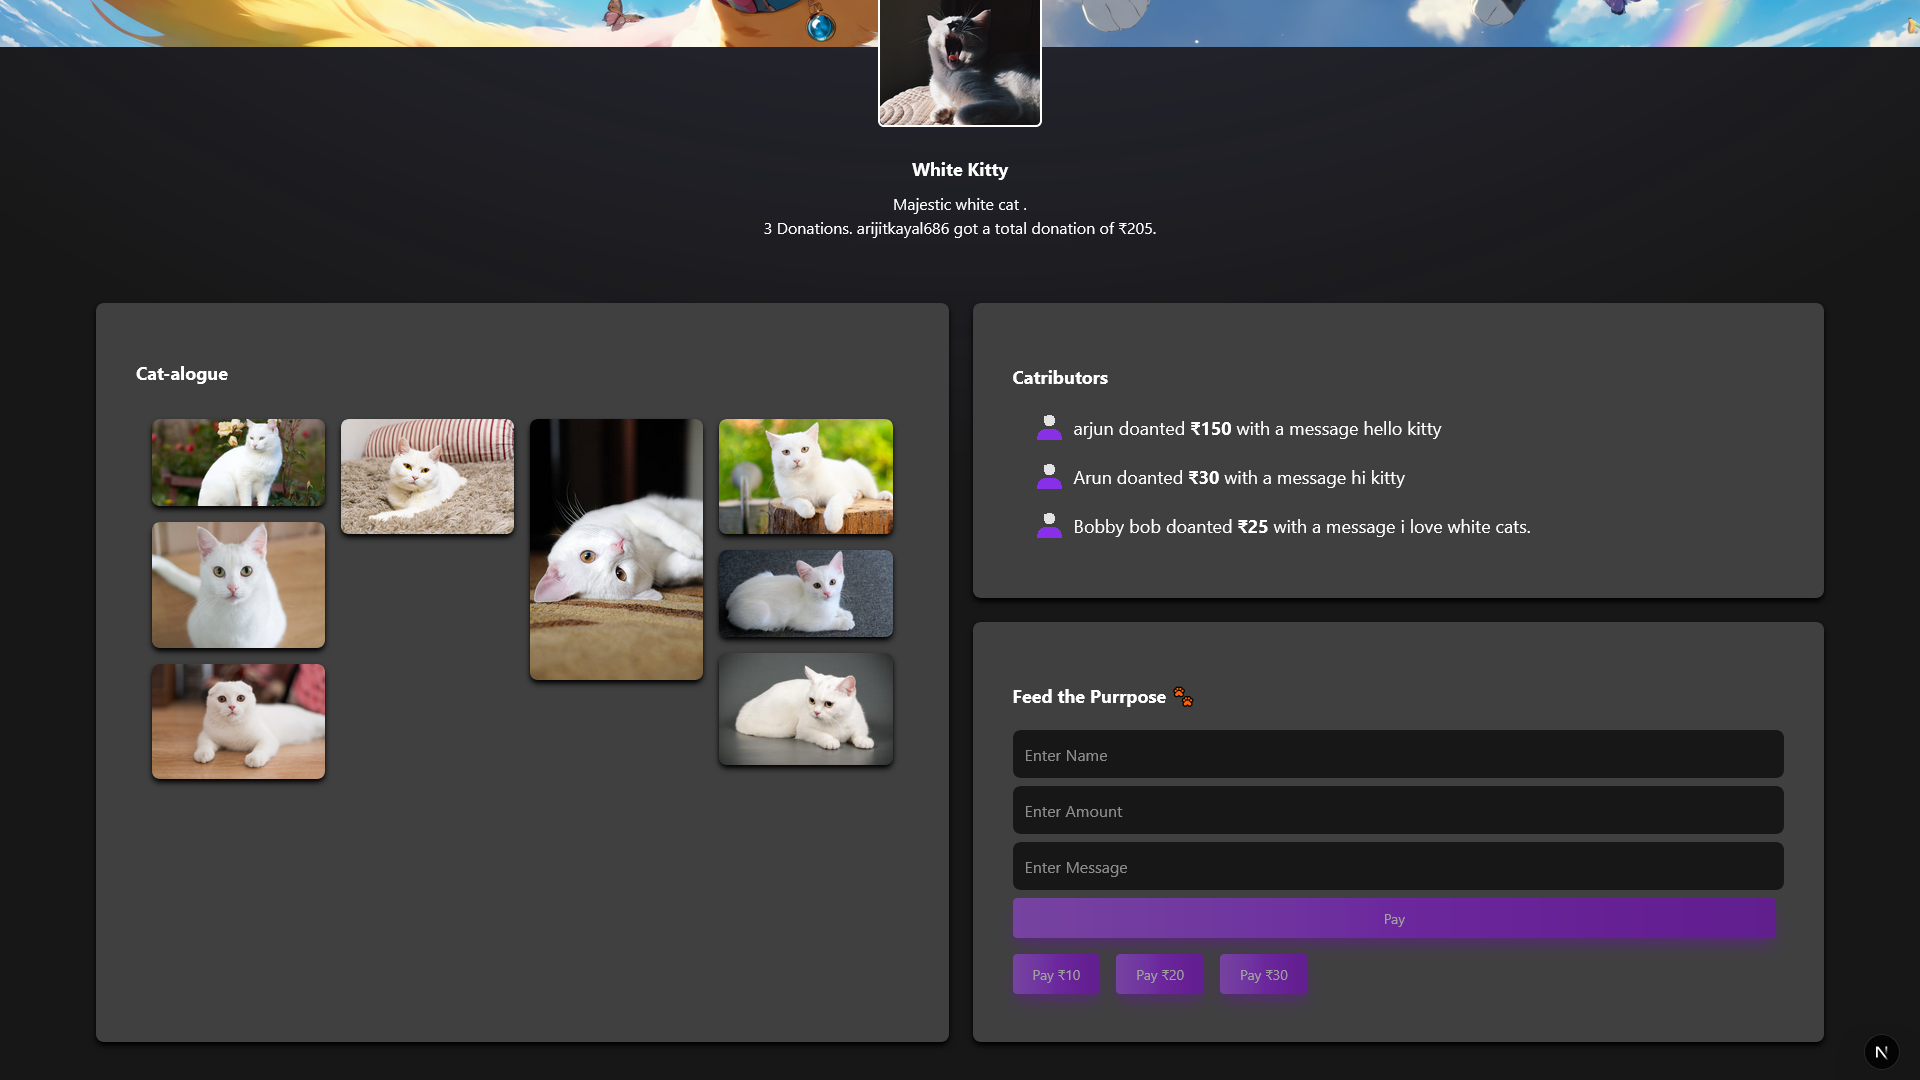 White Kitty
Majestic white cat .
3 Donations. arijitkayal686 got a total donation of ₹205.
Cat-alogue
Catributors
arjun doanted ₹150 with a message hello kitty
Arun doanted ₹30 with a message hi kitty
Bobby bob doanted ₹25 with a message i love white cats.
Feed the Purrpose
Enter Name
Enter Amount
Enter Message
Pay
Pay ₹10
Pay ₹20
Pay ₹30
N